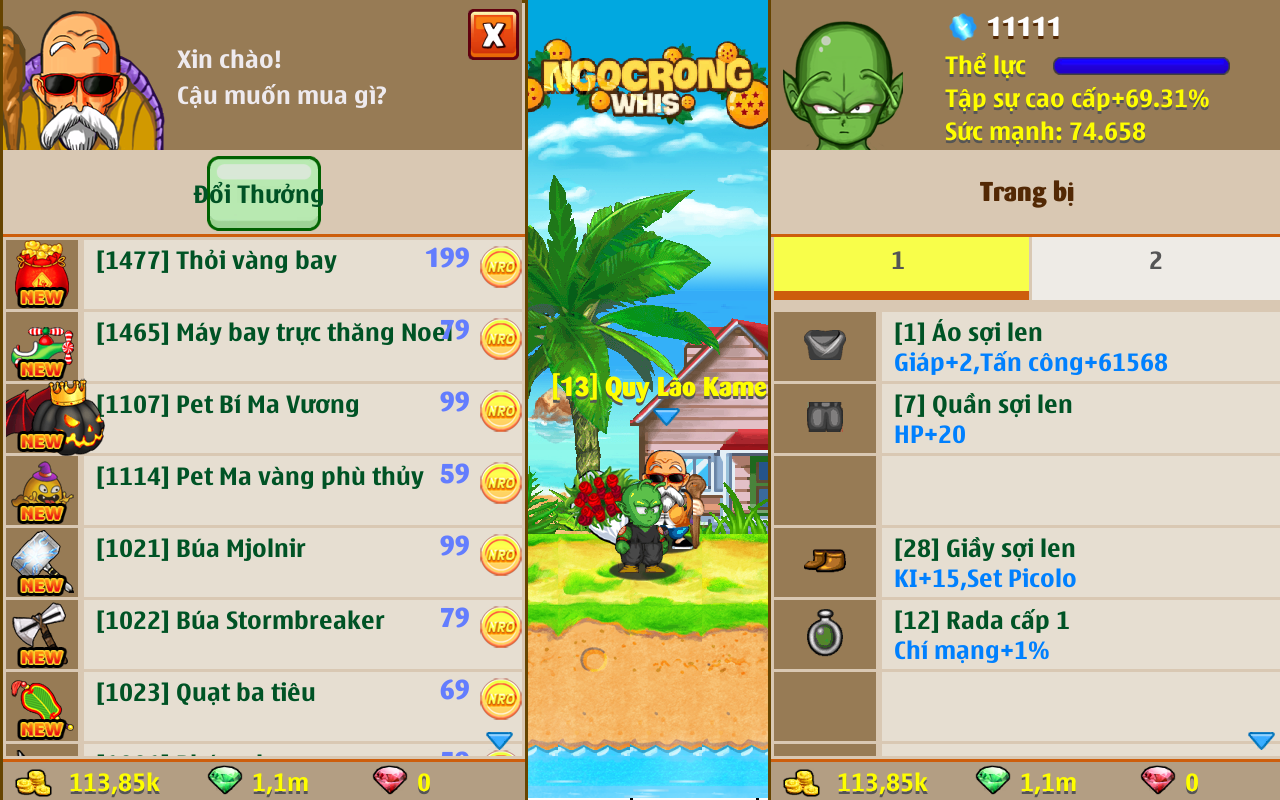 Xin chào!
Cậu muốn mua gì?
X
Đổi Thưởng
[1477] Thỏi vàng bay 199 NRO
NEW
[1465] Máy bay trực thăng Noel 79 NRO
NEW
[1107] Pet Bí Ma Vương 99 NRO
NEW
[1114] Pet Ma vàng phù thủy 59 NRO
NEW
[1021] Búa Mjolnir 99 NRO
NEW
[1022] Búa Stormbreaker 79 NRO
NEW
[1023] Quạt ba tiêu 69 NRO
NEW
113,85k 1,1m 0
NGOCRONG
WHIS
[13] Quy Lão Kame
11111
Thể lực
Tập sự cao cấp+69.31%
Sức mạnh: 74.658
Trang bị
1 2
[1] Áo sợi len
Giáp+2,Tấn công+61568
[7] Quần sợi len
HP+20
[28] Giầy sợi len
KI+15,Set Picolo
[12] Rada cấp 1
Chí mạng+1%
113,85k 1,1m 0